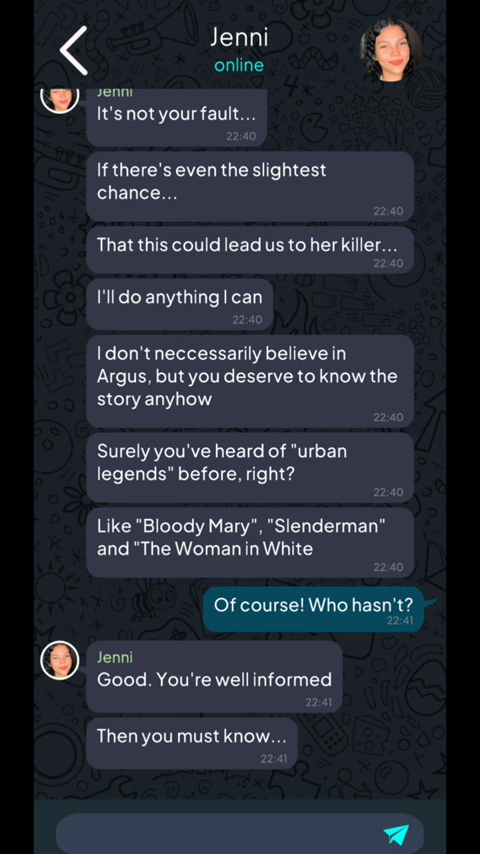 Jenni
online
Jenni
It's not your fault...
22:40
If there's even the slightest
chance...
22:40
That this could lead us to her killer...
22:40
I'll do anything I can
22:40
I don't neccessarily believe in
Argus, but you deserve to know the
story anyhow
22:40
Surely you've heard of "urban
legends" before, right?
22:40
Like "Bloody Mary", "Slenderman"
and "The Woman in White
22:40
Of course! Who hasn't?
22:41
Jenni
Good. You're well informed
22:41
Then you must know...
22:41